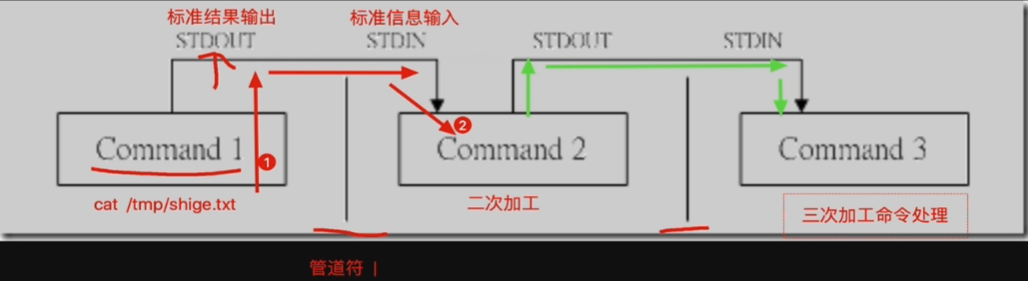 标准结果输出 标准信息输入
STDOUT STDIN STDOUT STDIN
Command 1 ① ② Command 2 Command 3
cat /tmp/shige.txt 二次加工 三次加工命令处理
管道符 |